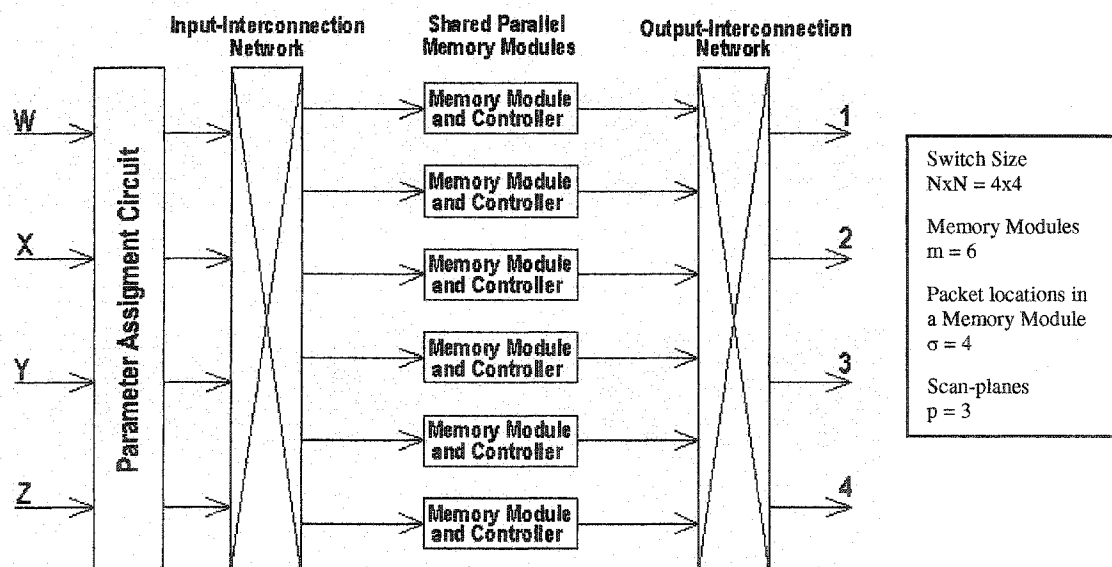 Input-Interconnection
Network
Shared Parallel
Memory Modules
Output-Interconnection
Network
W
X
Y
Z
Parameter Assigment Circuit
Memory Module
and Controller
Memory Module
and Controller
Memory Module
and Controller
Memory Module
and Controller
Memory Module
and Controller
Memory Module
and Controller
1
2
3
4
Switch Size
NxN = 4x4
Memory Modules
m = 6
Packet locations in
a Memory Module
σ = 4
Scan-planes
p = 3